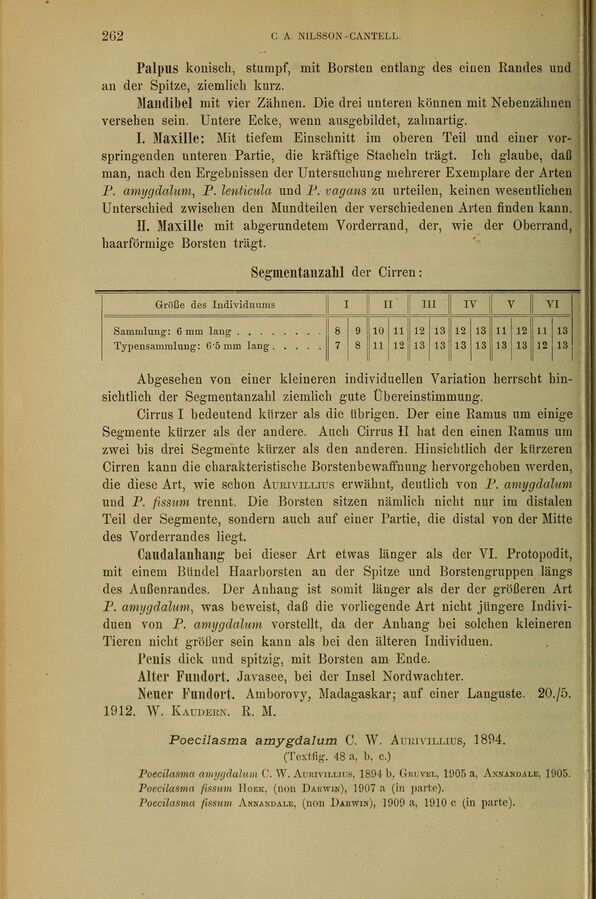 262
C. A. NILSSON-CANTELL.
Palpus konisch, stumpf, mit Borsten entlang des einen Randes und
an der Spitze, ziemlich kurz.
Mandibel mit vier Zähnen. Die drei unteren können mit Nebenzähnen
versehen sein. Untere Ecke, wenn ausgebildet, zahnartig.
I. Maxille: Mit tiefem Einschnitt im oberen Teil und einer vor-
springenden unteren Partie, die kräftige Stacheln trägt. Ich glaube, daß
man, nach den Ergebnissen der Untersuchung mehrerer Exemplare der Arten
P. amygdalum, P. lenticula und P. vagans zu urteilen, keinen wesentlichen
Unterschied zwischen den Mundteilen der verschiedenen Arten finden kann.
II. Maxille mit abgerundetem Vorderrand, der, wie der Oberrand,
haarförmige Borsten trägt.
Segmentanzahl der Cirren:
Größe des Individuums I II III IV V VI
Sammlung: 6 mm lang . . . . . . . . 8 9 10 11 12 13 12 13 11 12 11 13
Typensammlung: 6·5 mm lang . . . . . 7 8 11 12 13 13 13 13 13 13 12 13
Abgesehen von einer kleineren individuellen Variation herrscht hin-
sichtlich der Segmentanzahl ziemlich gute Übereinstimmung.
Cirrus I bedeutend kürzer als die übrigen. Der eine Ramus um einige
Segmente kürzer als der andere. Auch Cirrus II hat den einen Ramus um
zwei bis drei Segmente kürzer als den anderen. Hinsichtlich der kürzeren
Cirren kann die charakteristische Borstenbewaffnung hervorgehoben werden,
die diese Art, wie schon AURIVILLIUS erwähnt, deutlich von P. amygdalum
und P. fissum trennt. Die Borsten sitzen nämlich nicht nur im distalen
Teil der Segmente, sondern auch auf einer Partie, die distal von der Mitte
des Vorderrandes liegt.
Caudalanhang bei dieser Art etwas länger als der VI. Protopodit,
mit einem Bündel Haarborsten an der Spitze und Borstengruppen längs
des Außenrandes. Der Anhang ist somit länger als der der größeren Art
P. amygdalum, was beweist, daß die vorliegende Art nicht jüngere Indivi-
duen von P. amygdalum vorstellt, da der Anhang bei solchen kleineren
Tieren nicht größer sein kann als bei den älteren Individuen.
Penis dick und spitzig, mit Borsten am Ende.
Alter Fundort. Javasee, bei der Insel Nordwachter.
Neuer Fundort. Amborovy, Madagaskar; auf einer Languste. 20./5.
1912. W. KAUDERN. R. M.
Poecilasma amygdalum C. W. AURIVILLIUS, 1894.
(Textfig. 48 a, b, c.)
Poecilasma amygdalum C. W. AURIVILLIUS, 1894 b, GRUVEL, 1905 a, ANNANDALE, 1905.
Poecilasma fissum HOEK, (non DARWIN), 1907 a (in parte).
Poecilasma fissum ANNANDALE, (non DARWIN), 1909 a, 1910 c (in parte).